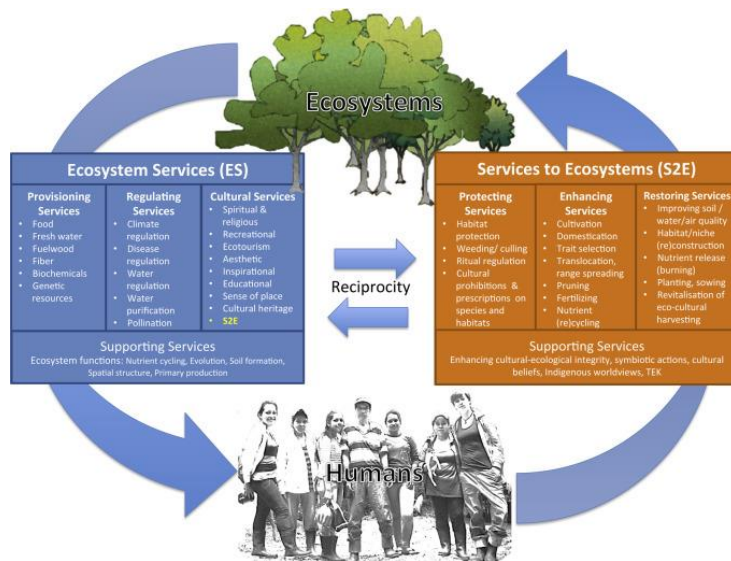 Ecosystems
Ecosystem Services (ES)
Provisioning
Services
• Food
• Fresh water
• Fuelwood
• Fiber
• Biochemicals
• Genetic
resources
Regulating
Services
• Climate
regulation
• Disease
regulation
• Water
regulation
• Water
purification
• Pollination
Cultural Services
• Spiritual &
religious
• Recreational
• Ecotourism
• Aesthetic
• Inspirational
• Educational
• Sense of place
• Cultural heritage
• S2E
Supporting Services
Ecosystem functions: Nutrient cycling, Evolution, Soil formation,
Spatial structure, Primary production
Reciprocity
Services to Ecosystems (S2E)
Protecting
Services
• Habitat
protection
• Weeding/ culling
• Ritual regulation
• Cultural
prohibitions &
prescriptions on
species and
habitats
Enhancing
Services
• Cultivation
• Domestication
• Trait selection
• Translocation,
range spreading
• Pruning
• Fertilizing
• Nutrient
(re)cycling
Restoring Services
• Improving soil /
water/air quality
• Habitat/niche
(re)construction
• Nutrient release
(burning)
• Planting, sowing
• Revitalisation of
eco-cultural
harvesting
Supporting Services
Enhancing cultural-ecological integrity, symbiotic actions, cultural
beliefs, Indigenous worldviews, TEK
Humans